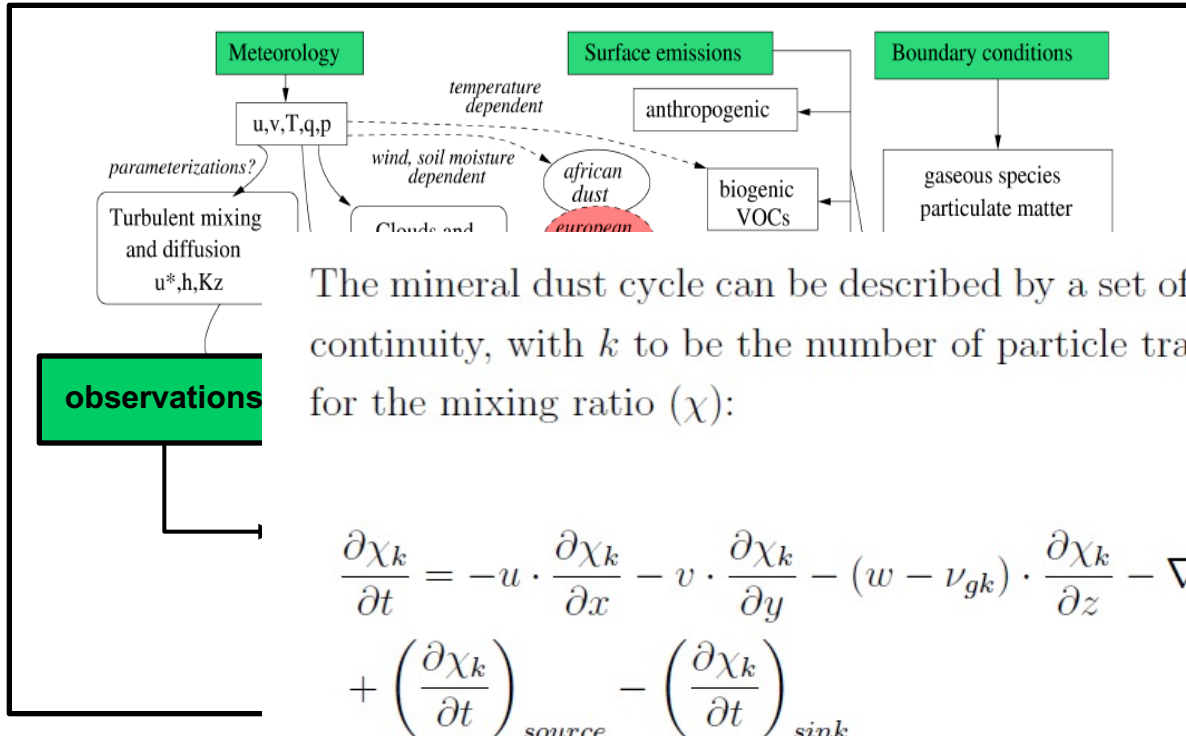 Meteorology
Surface emissions
Boundary conditions
temperature
dependent
anthropogenic
u,v,T,q,p
parameterizations?
wind, soil moisture
dependent
african
dust
biogenic
VOCs
gaseous species
particulate matter
Turbulent mixing
and diffusion
u*,h,Kz
Clouds and
european
The mineral dust cycle can be described by a set of
continuity, with k to be the number of particle tra
for the mixing ratio (χ):
observations
∂χ_k/∂t = −u · ∂χ_k/∂x − v · ∂χ_k/∂y − (w − ν_gk) · ∂χ_k/∂z − ∇
+ (∂χ_k/∂t)_source − (∂χ_k/∂t)_sink